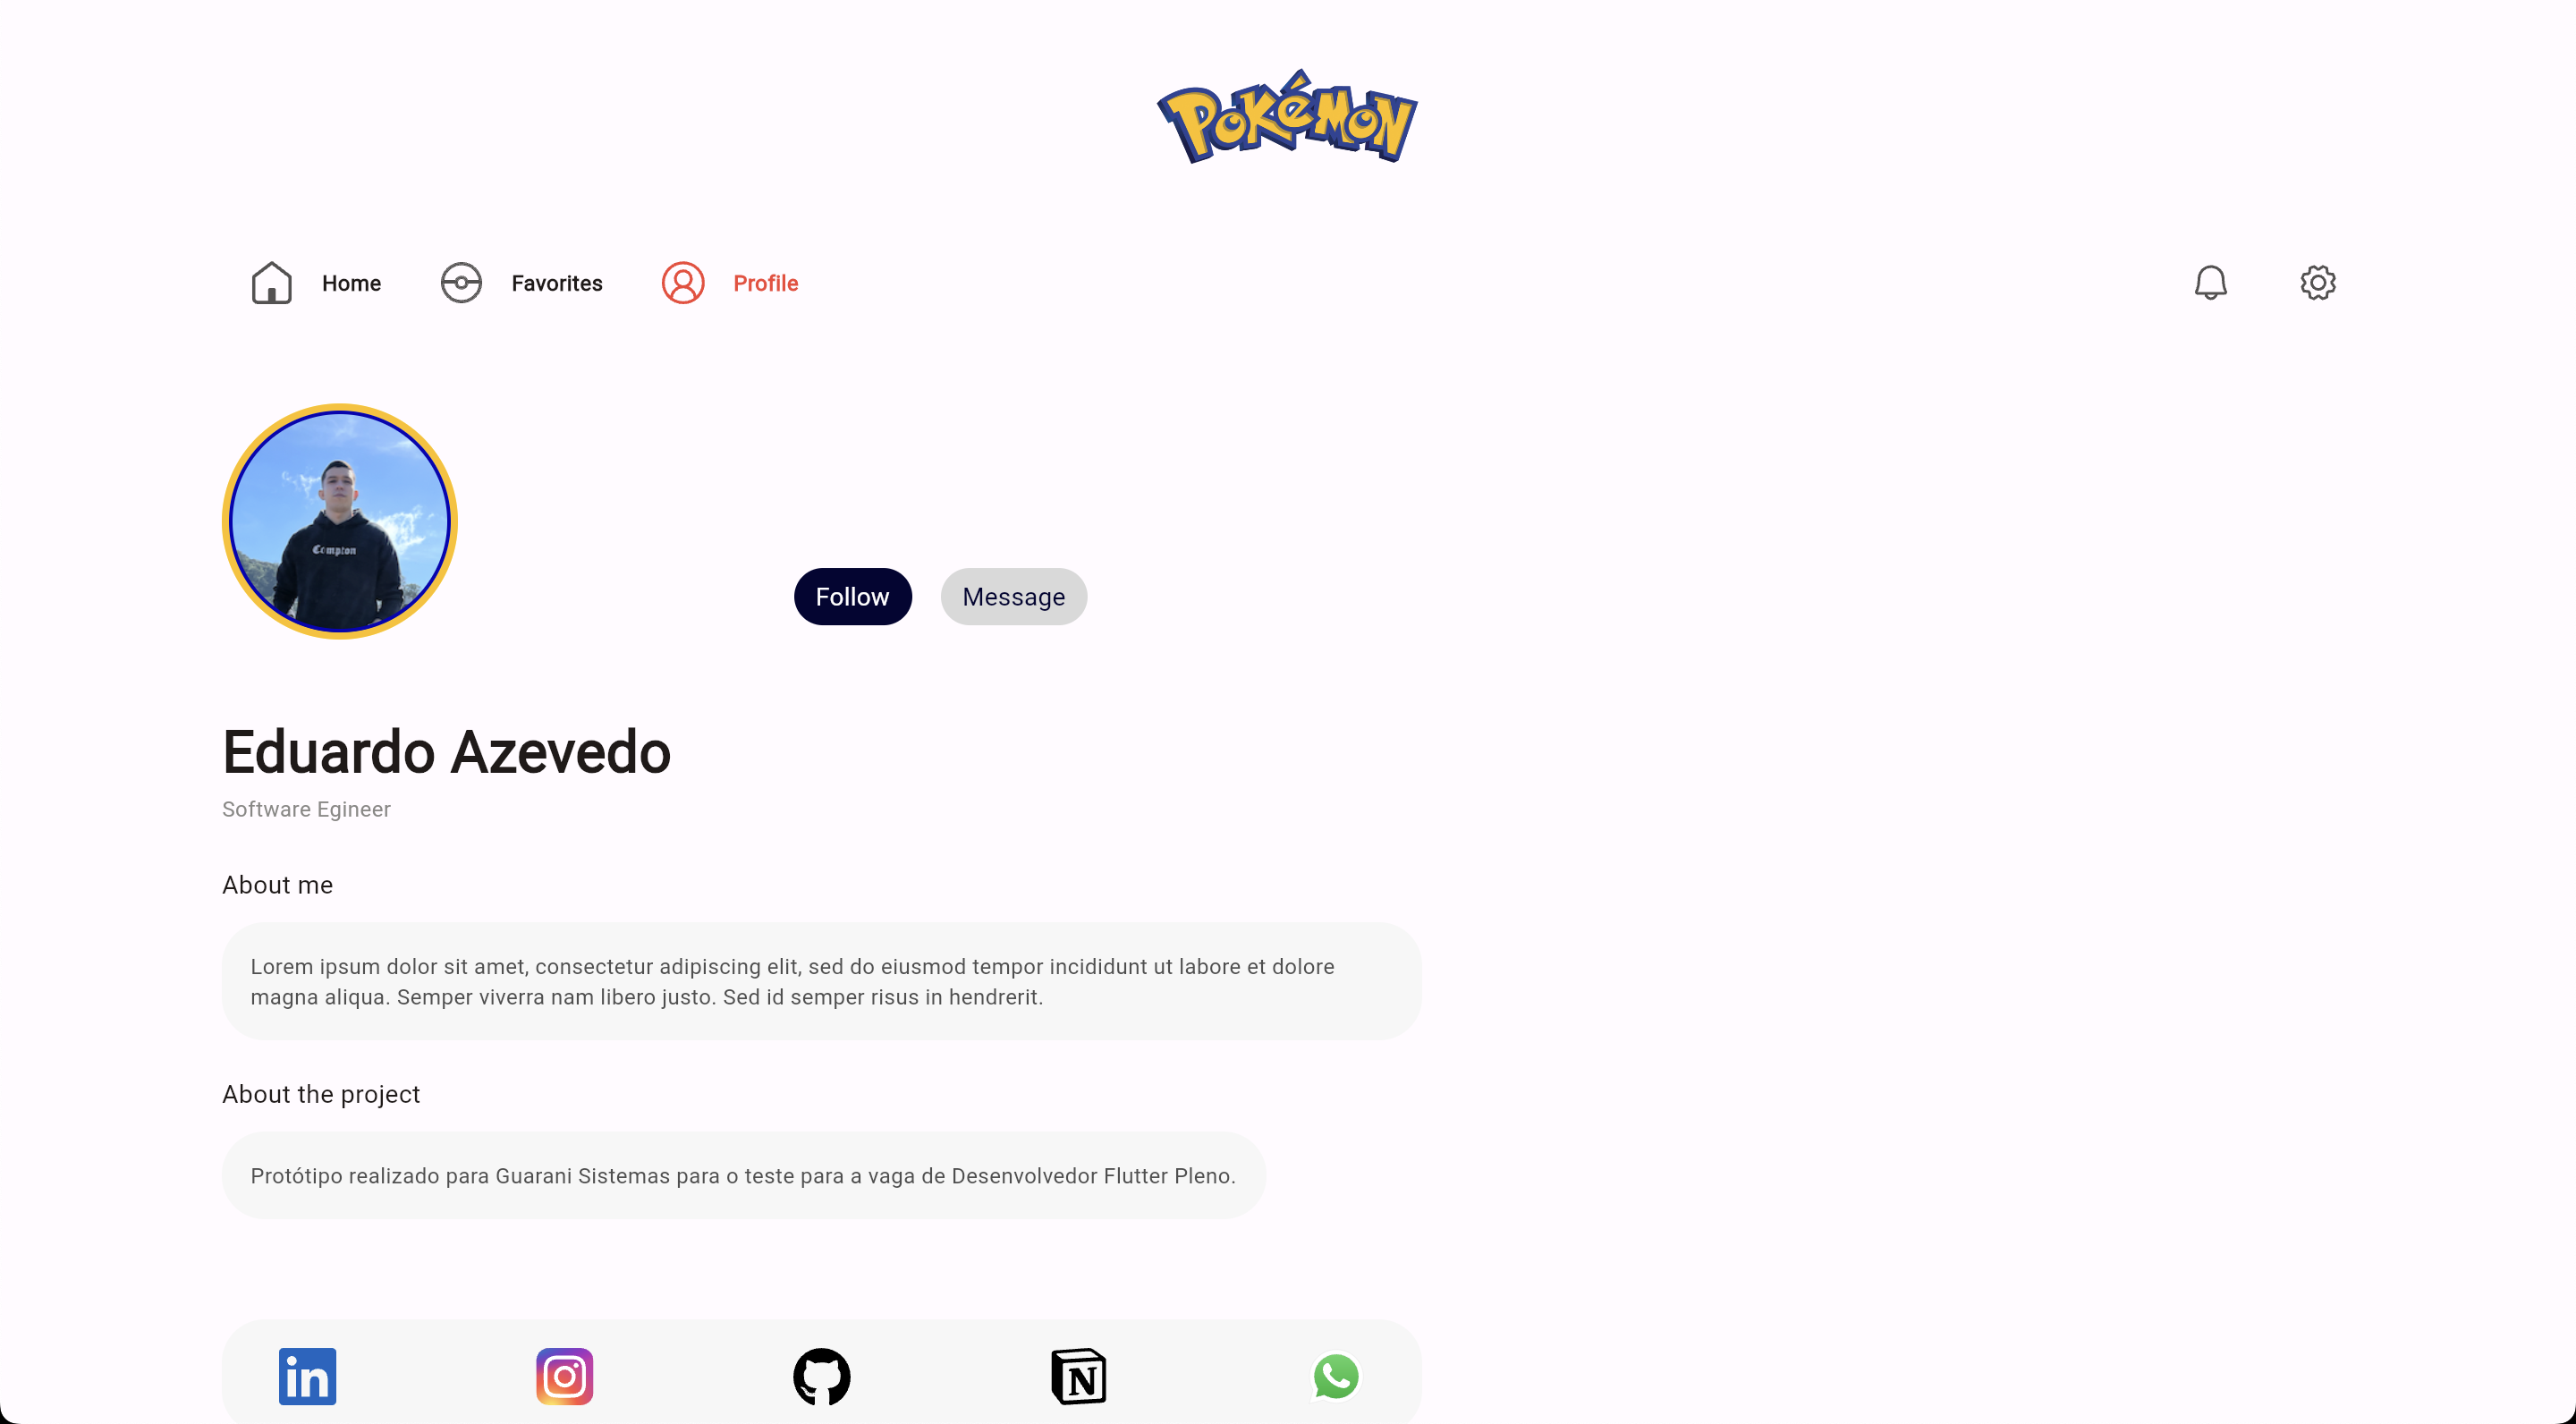 Pokémon
Home
Favorites
Profile
Compton
Follow
Message
Eduardo Azevedo
Software Egineer
About me
Lorem ipsum dolor sit amet, consectetur adipiscing elit, sed do eiusmod tempor incididunt ut labore et dolore
magna aliqua. Semper viverra nam libero justo. Sed id semper risus in hendrerit.
About the project
Protótipo realizado para Guarani Sistemas para o teste para a vaga de Desenvolvedor Flutter Pleno.
in
N